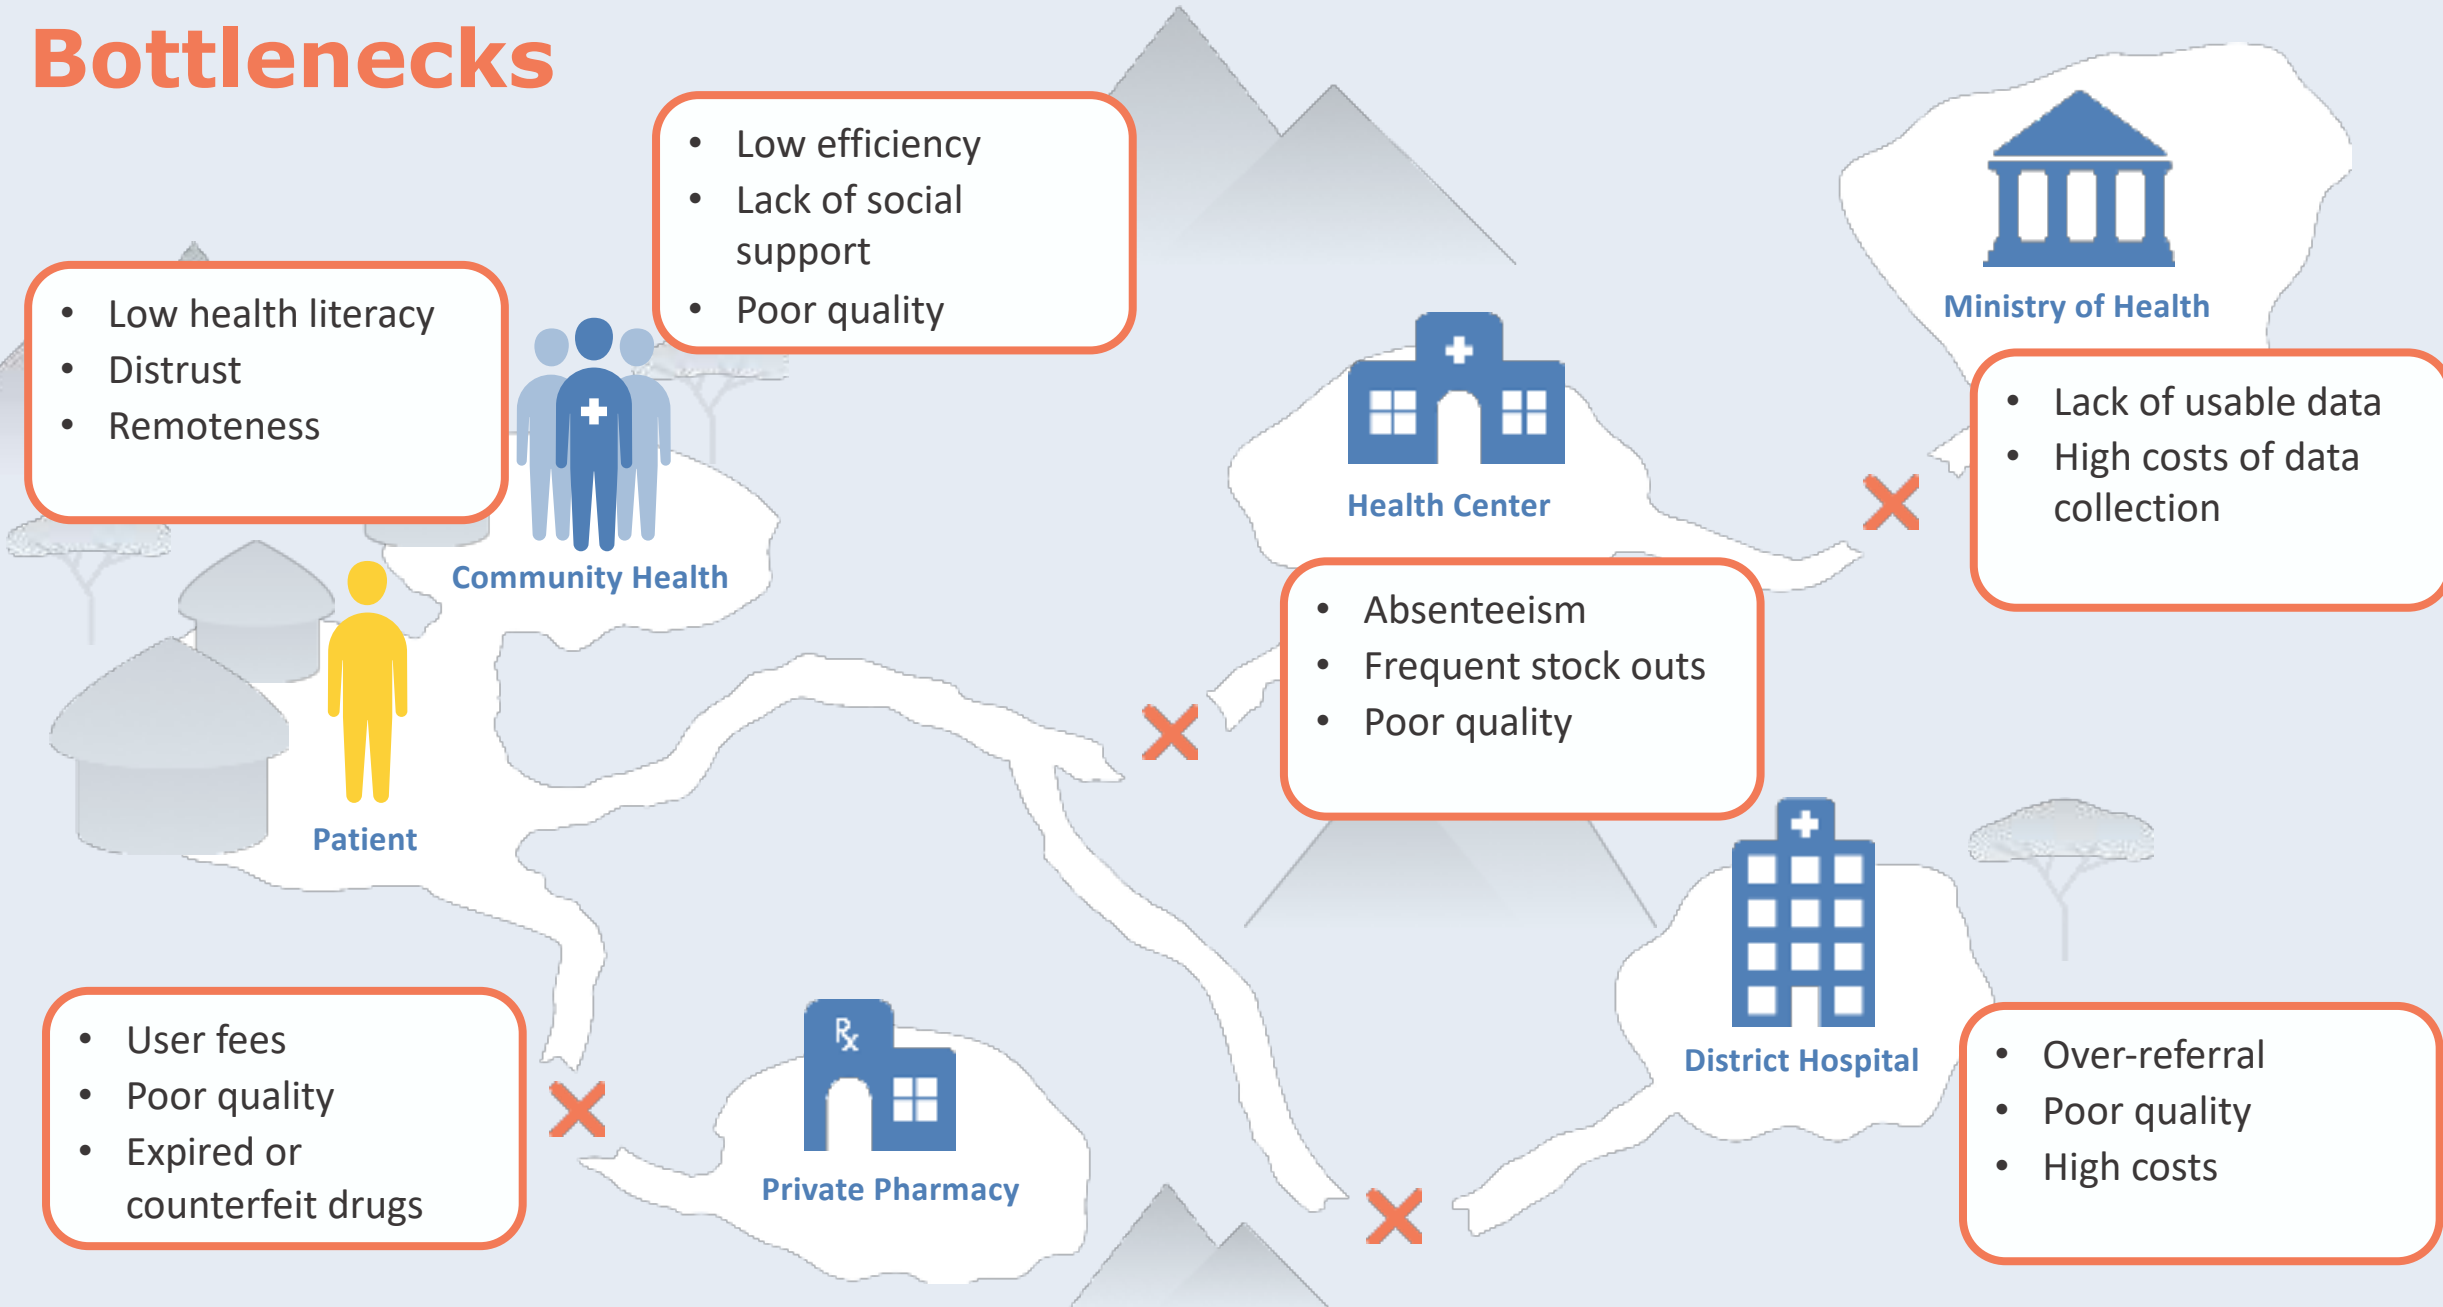 Bottlenecks
• Low efficiency
• Lack of social
support
• Poor quality
• Low health literacy
• Distrust
• Remoteness
Community Health
Patient
Ministry of Health
• Lack of usable data
• High costs of data
collection
Health Center
• Absenteeism
• Frequent stock outs
• Poor quality
• User fees
• Poor quality
• Expired or
counterfeit drugs
Rx
Private Pharmacy
District Hospital
• Over-referral
• Poor quality
• High costs